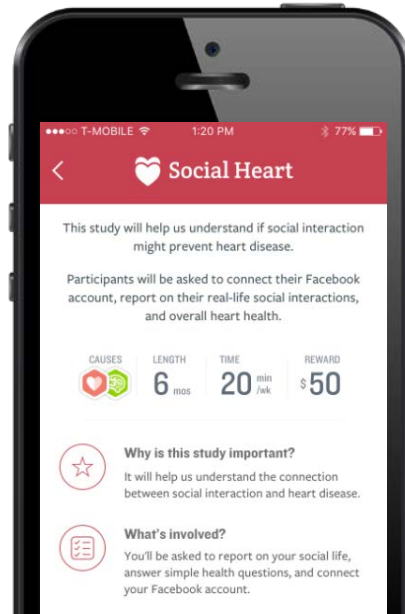 ●●●○○ T-MOBILE 1:20 PM 77%
Social Heart
This study will help us understand if social interaction
might prevent heart disease.
Participants will be asked to connect their Facebook
account, report on their real-life social interactions,
and overall heart health.
CAUSES LENGTH TIME REWARD
6 mos 20 min /wk $50
Why is this study important?
It will help us understand the connection
between social interaction and heart disease.
What's involved?
You'll be asked to report on your social life,
answer simple health questions, and connect
your Facebook account.